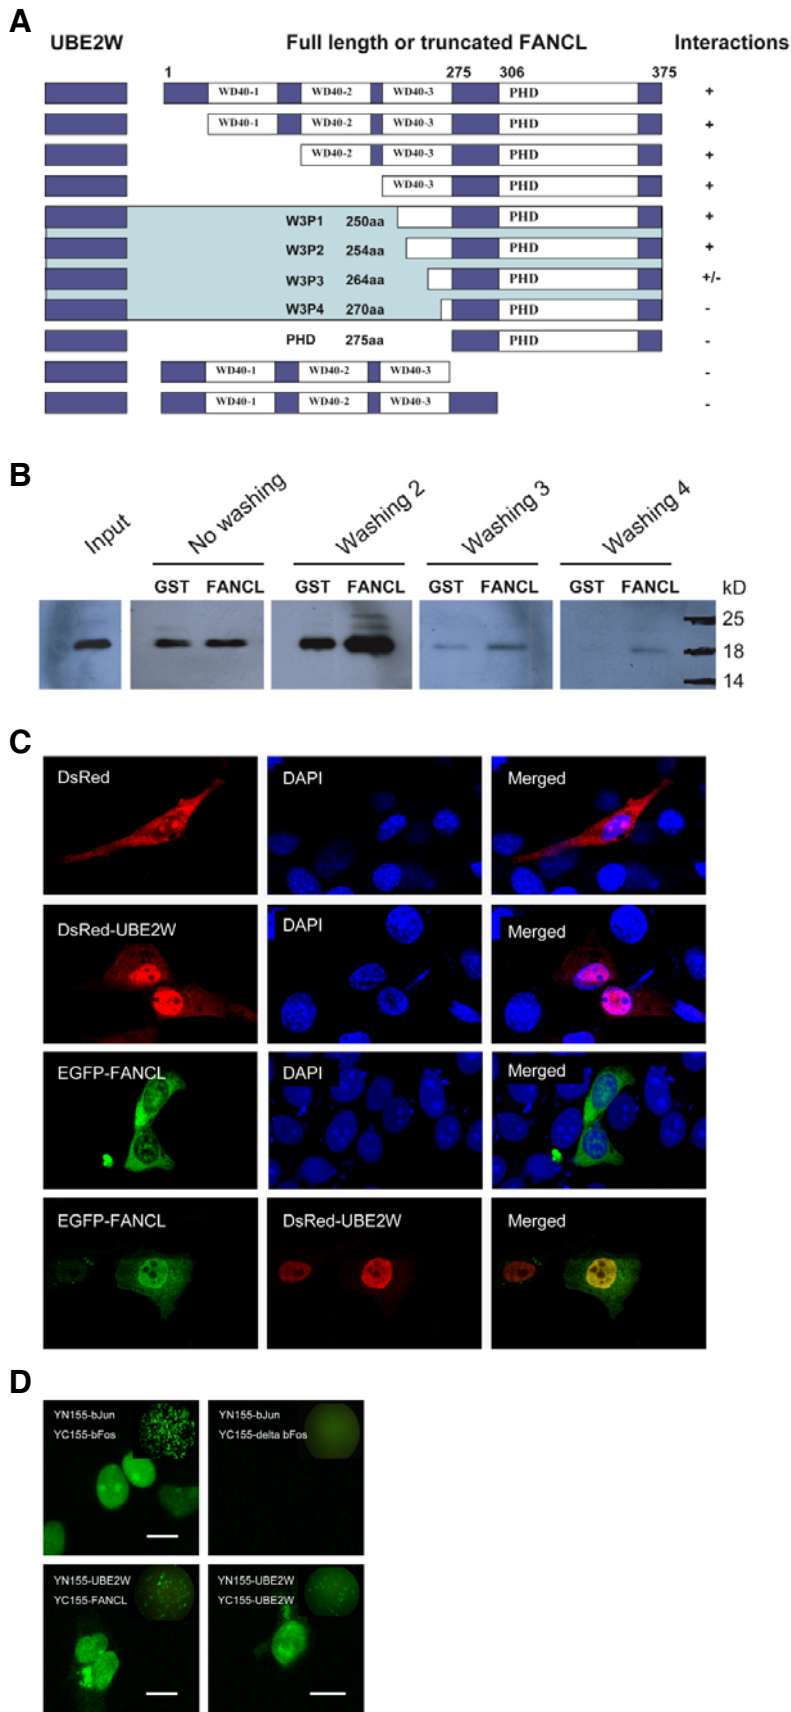 A
UBE2W Full length or truncated FANCL Interactions
1 275 306 375
WD40-1 WD40-2 WD40-3 PHD +
WD40-1 WD40-2 WD40-3 PHD +
WD40-2 WD40-3 PHD +
WD40-3 PHD +
W3P1 250aa PHD +
W3P2 254aa PHD +
W3P3 264aa PHD +/-
W3P4 270aa PHD -
PHD 275aa PHD -
WD40-1 WD40-2 WD40-3 -
WD40-1 WD40-2 WD40-3 -
B
Input No washing Washing 2 Washing 3 Washing 4
GST FANCL GST FANCL GST FANCL GST FANCL kD
25
18
14
C
DsRed DAPI Merged
DsRed-UBE2W DAPI Merged
EGFP-FANCL DAPI Merged
EGFP-FANCL DsRed-UBE2W Merged
D
YN155-bJun YN155-bJun
YC155-bFos YC155-delta bFos
YN155-UBE2W YN155-UBE2W
YC155-FANCL YC155-UBE2W